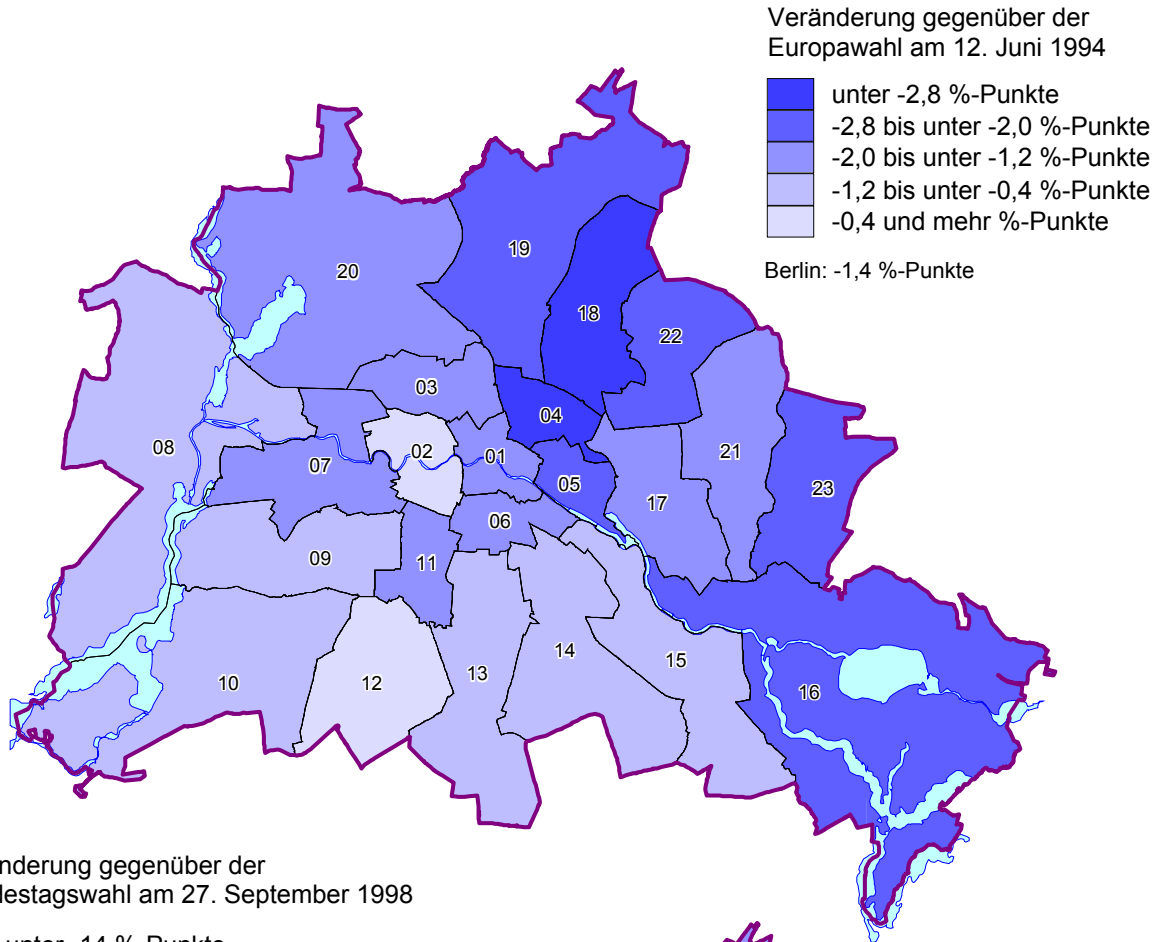 Veränderung gegenüber der
Europawahl am 12. Juni 1994
unter -2,8 %-Punkte
-2,8 bis unter -2,0 %-Punkte
-2,0 bis unter -1,2 %-Punkte
-1,2 bis unter -0,4 %-Punkte
-0,4 und mehr %-Punkte
Berlin: -1,4 %-Punkte
19
20
18
22
03
04
08
02
01
21
07
05
23
17
06
09
11
14
15
10
12
13
16
nderung gegenüber der
destagswahl am 27. September 1998
unter -14 %-Punkte